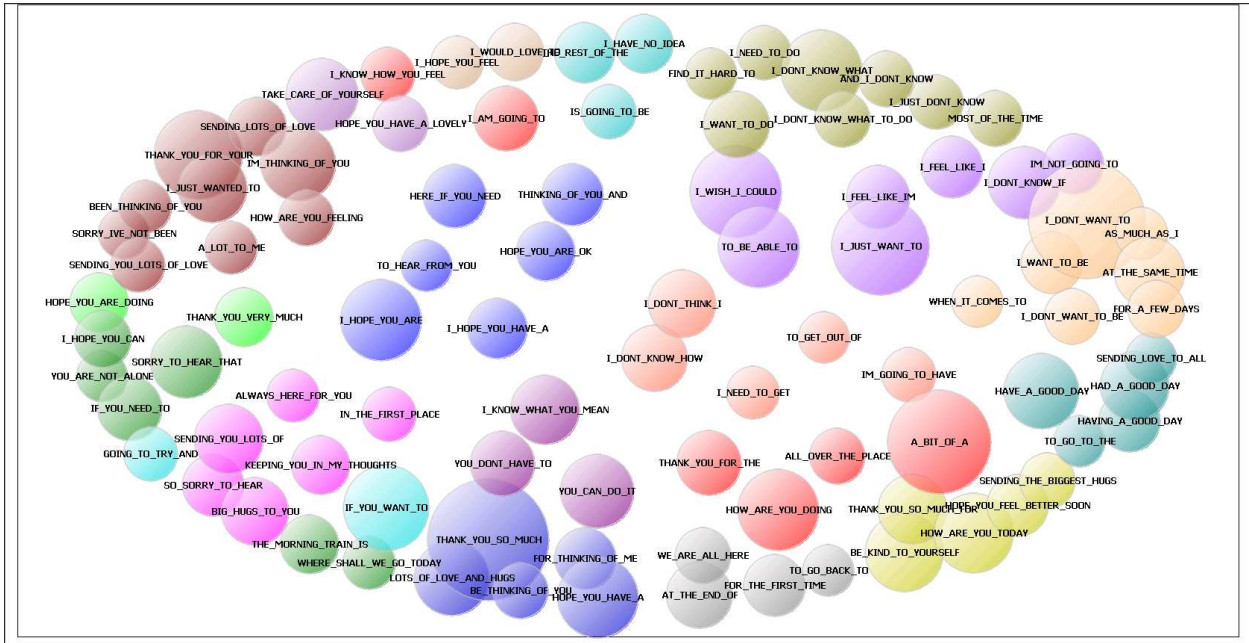 I_HAVE_NO_IDEA
I_WOULD_LOVE_TO
THE_REST_OF_THE
I_NEED_TO_DO
I_HOPE_YOU_FEEL
I_KNOW_HOW_YOU_FEEL
FIND_IT_HARD_TO
I_DONT_KNOW_WHAT
AND_I_DONT_KNOW
TAKE_CARE_OF_YOURSELF
I_JUST_DONT_KNOW
IS_GOING_TO_BE
I_AM_GOING_TO
HOPE_YOU_HAVE_A_LOVELY
I_WANT_TO_DO
I_DONT_KNOW_WHAT_TO_DO
MOST_OF_THE_TIME
SENDING_LOTS_OF_LOVE
THANK_YOU_FOR_YOUR
IM_THINKING_OF_YOU
I_FEEL_LIKE_I
IM_NOT_GOING_TO
I_DONT_KNOW_IF
I_JUST_WANTED_TO
HERE_IF_YOU_NEED
THINKING_OF_YOU_AND
I_WISH_I_COULD
I_FEEL_LIKE_IM
BEEN_THINKING_OF_YOU
HOW_ARE_YOU_FEELING
I_DONT_WANT_TO
SORRY_IVE_NOT_BEEN
AS_MUCH_AS_I
A_LOT_TO_ME
HOPE_YOU_ARE_OK
TO_BE_ABLE_TO
I_JUST_WANT_TO
SENDING_YOU_LOTS_OF_LOVE
TO_HEAR_FROM_YOU
I_WANT_TO_BE
AT_THE_SAME_TIME
HOPE_YOU_ARE_DOING
I_DONT_THINK_I
WHEN_IT_COMES_TO
FOR_A_FEW_DAYS
THANK_YOU_VERY_MUCH
I_HOPE_YOU_ARE
I_HOPE_YOU_HAVE_A
I_DONT_WANT_TO_BE
I_HOPE_YOU_CAN
TO_GET_OUT_OF
SORRY_TO_HEAR_THAT
I_DONT_KNOW_HOW
SENDING_LOVE_TO_ALL
YOU_ARE_NOT_ALONE
IM_GOING_TO_HAVE
HAVE_A_GOOD_DAY
HAD_A_GOOD_DAY
ALWAYS_HERE_FOR_YOU
I_NEED_TO_GET
IF_YOU_NEED_TO
IN_THE_FIRST_PLACE
I_KNOW_WHAT_YOU_MEAN
HAVING_A_GOOD_DAY
SENDING_YOU_LOTS_OF
A_BIT_OF_A
TO_GO_TO_THE
GOING_TO_TRY_AND
KEEPING_YOU_IN_MY_THOUGHTS
YOU_DONT_HAVE_TO
THANK_YOU_FOR_THE
ALL_OVER_THE_PLACE
SENDING_THE_BIGGEST_HUGS
SO_SORRY_TO_HEAR
YOU_CAN_DO_IT
IF_YOU_WANT_TO
HOW_ARE_YOU_DOING
THANK_YOU_SO_MUCH_FOR
HOPE_YOU_FEEL_BETTER_SOON
BIG_HUGS_TO_YOU
HOW_ARE_YOU_TODAY
THANK_YOU_SO_MUCH
THE_MORNING_TRAIN_IS
FOR_THINKING_OF_ME
WE_ARE_ALL_HERE
BE_KIND_TO_YOURSELF
WHERE_SHALL_WE_GO_TODAY
TO_GO_BACK_TO
LOTS_OF_LOVE_AND_HUGS
FOR_THE_FIRST_TIME
BE_THINKING_OF_YOU
HOPE_YOU_HAVE_A
AT_THE_END_OF